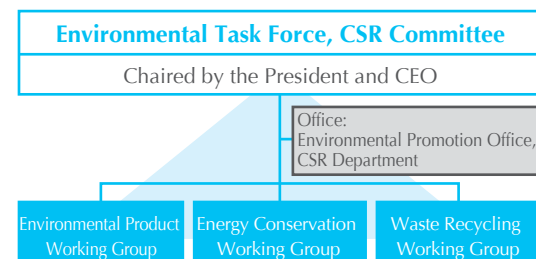 Environmental Task Force, CSR Committee
Chaired by the President and CEO
Office:
Environmental Promotion Office,
CSR Department
Environmental Product
Working Group
Energy Conservation
Working Group
Waste Recycling
Working Group